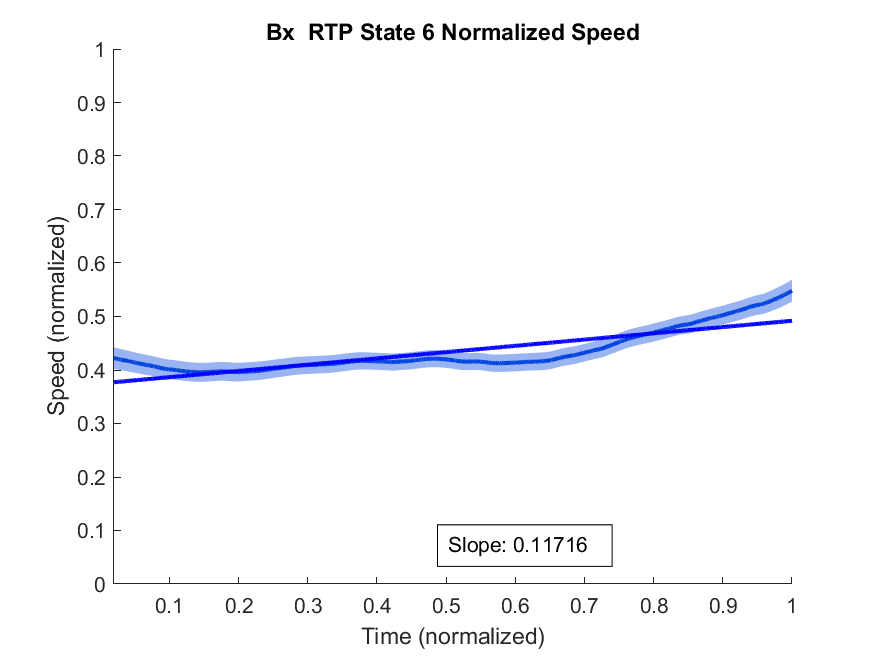 Bx  RTP State 6 Normalized Speed
1
0.9
0.8
0.7
0.6
0.5
0.4
0.3
0.2
0.1
0
Speed (normalized)
Slope: 0.11716
0.1 0.2 0.3 0.4 0.5 0.6 0.7 0.8 0.9 1
Time (normalized)